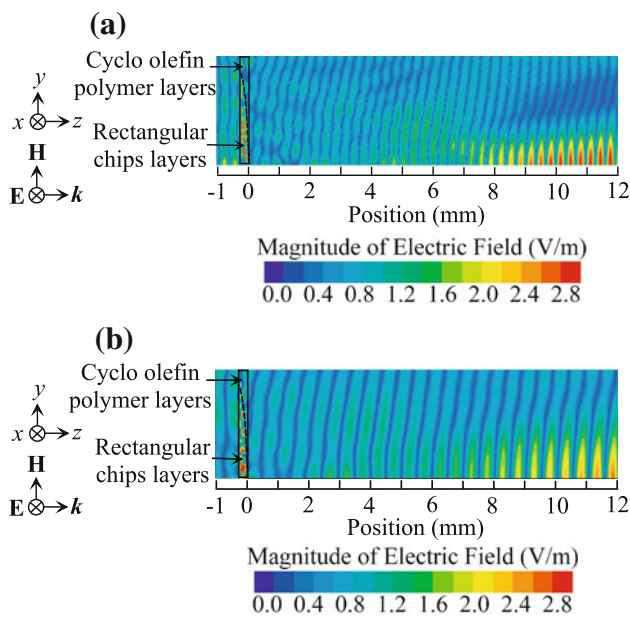 (a)
Cyclo olefin
polymer layers
y
x z
H
Rectangular
chips layers
E k
-1 0 2 4 6 8 10 12
Position (mm)
Magnitude of Electric Field (V/m)
0.0 0.4 0.8 1.2 1.6 2.0 2.4 2.8
(b)
Cyclo olefin
polymer layers
y
x z
H
Rectangular
chips layers
E k
-1 0 2 4 6 8 10 12
Position (mm)
Magnitude of Electric Field (V/m)
0.0 0.4 0.8 1.2 1.6 2.0 2.4 2.8